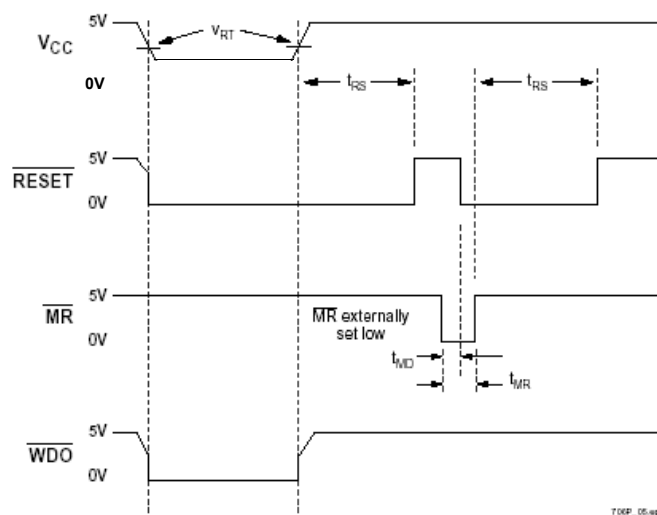 5V
VCC
VRT
0V
tRS tRS
5V
RESET
0V
5V
MR
MR externally
set low
0V
tMD
tMR
5V
WDO
0V